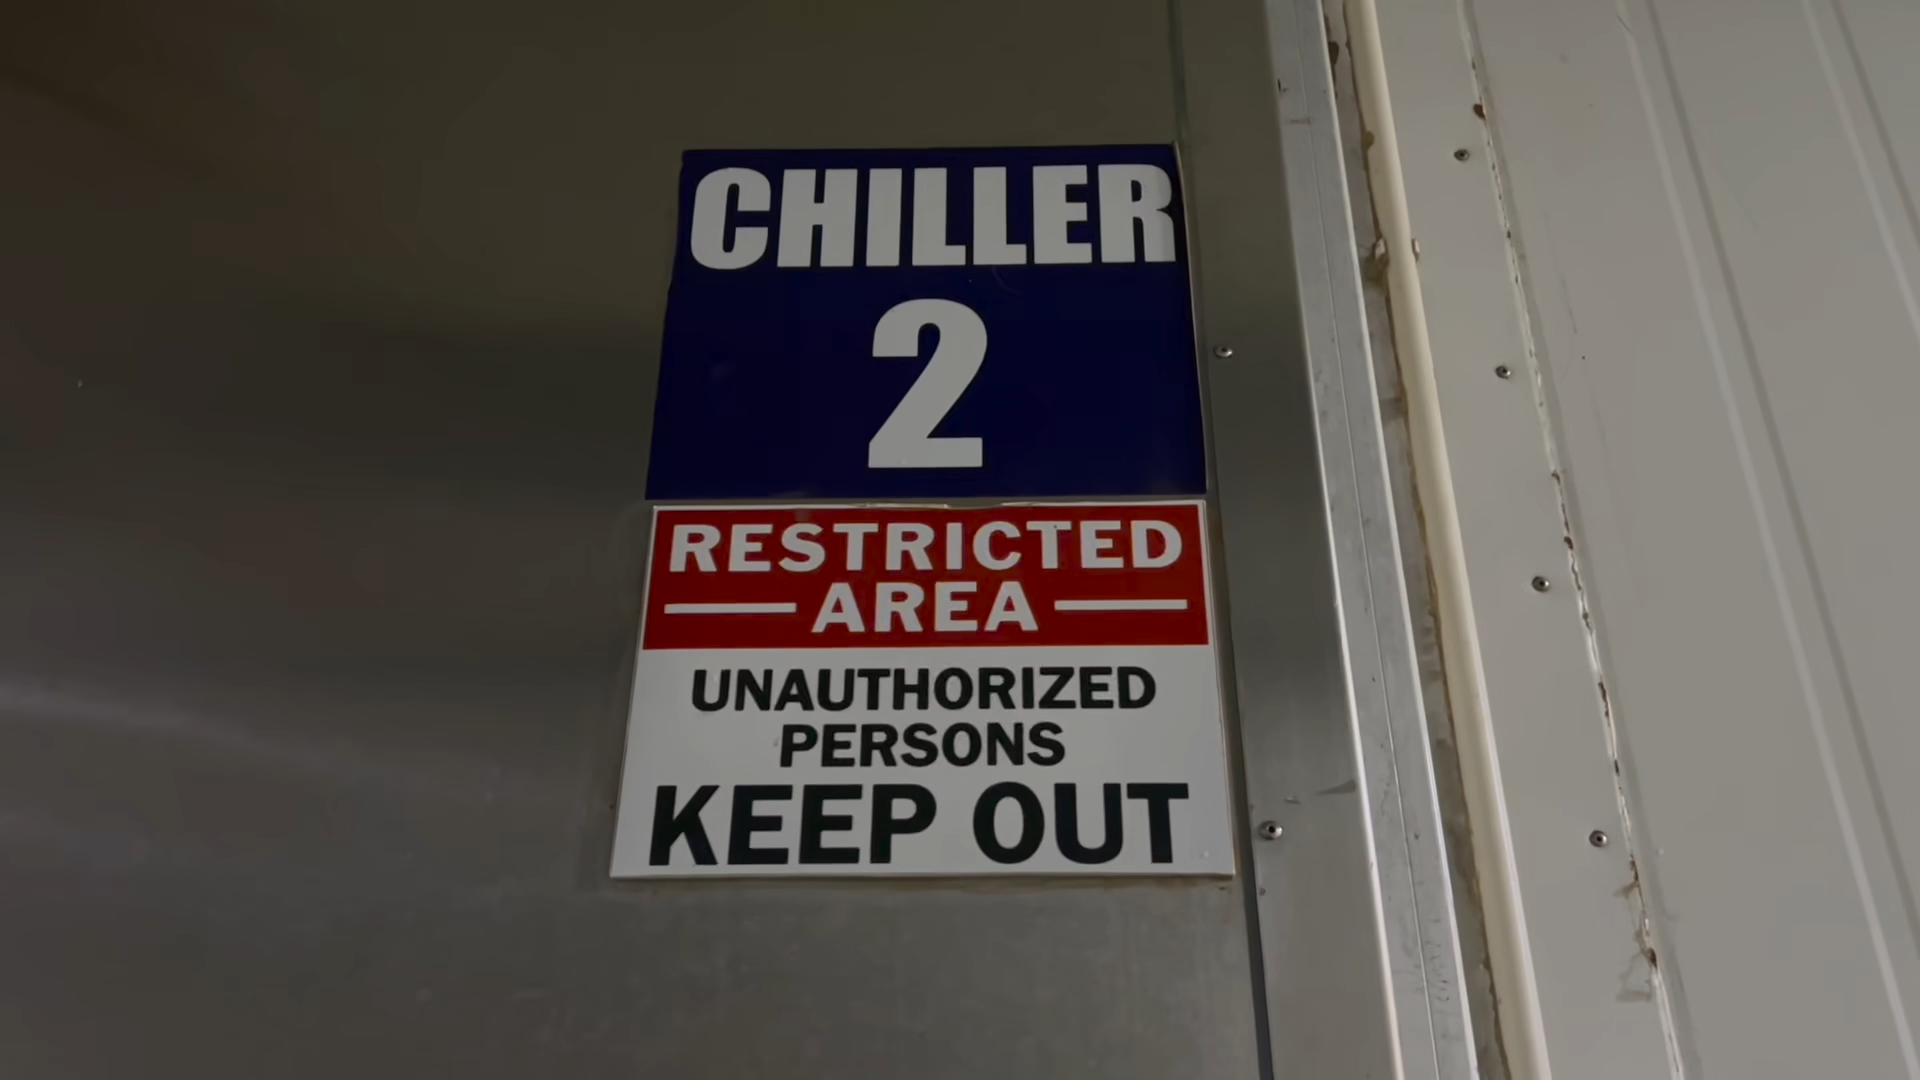 CHILLER
2
RESTRICTED
AREA
UNAUTHORIZED
PERSONS
KEEP OUT